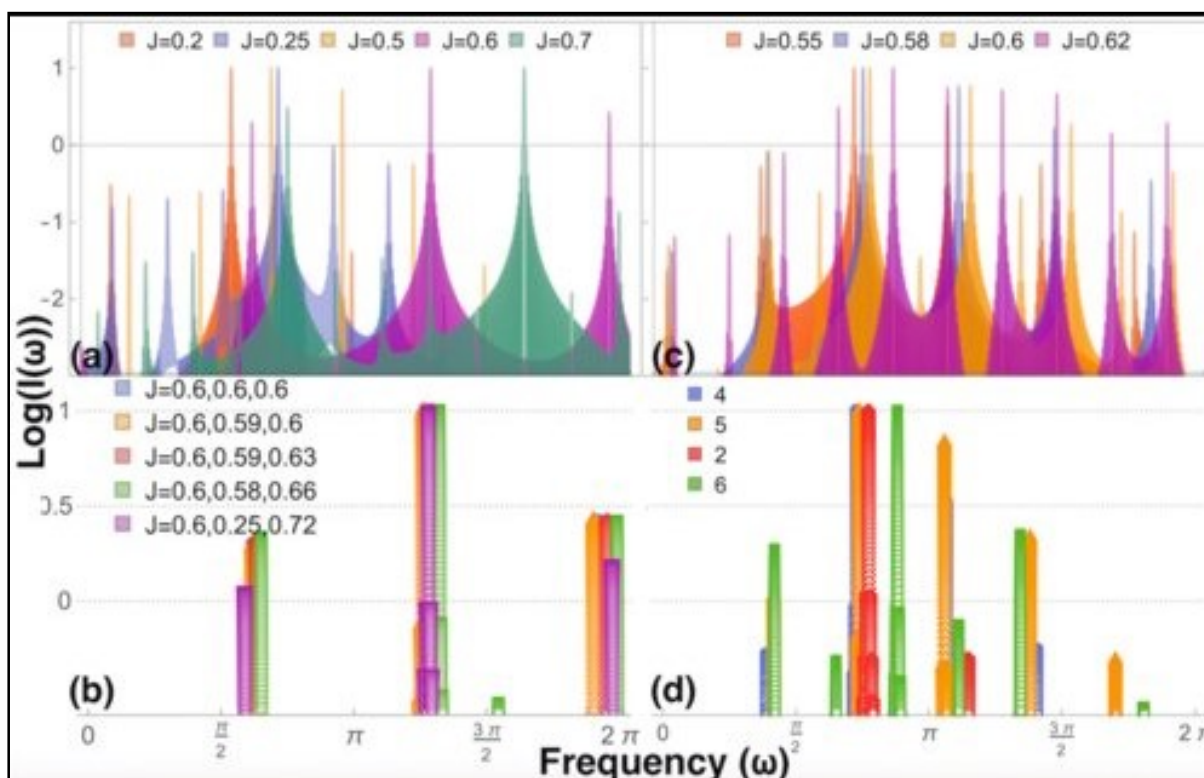 J=0.2 J=0.25 J=0.5 J=0.6 J=0.7
J=0.55 J=0.58 J=0.6 J=0.62
1
0
-1
-2
(a)
(c)
Log(I(ω))
J=0.6,0.6,0.6
J=0.6,0.59,0.6
J=0.6,0.59,0.63
J=0.6,0.58,0.66
J=0.6,0.25,0.72
4
5
2
6
1
0.5
0
(b)
(d)
0 π/2 π 3π/2 2π
0 π/2 π 3π/2 2π
Frequency (ω)